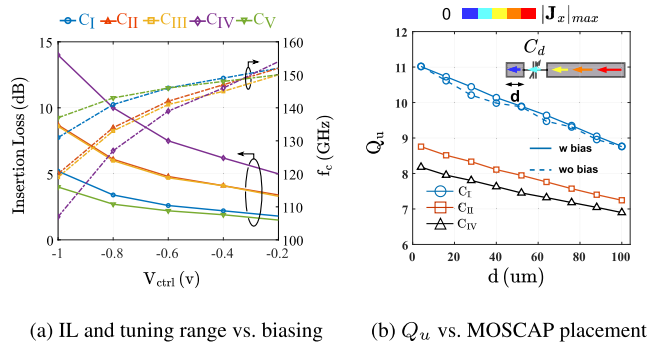 C_I C_II C_III C_IV C_V
Insertion Loss (dB)
15
10
5
0
160
150
140
130
120
110
100
f_c (GHz)
-1 -0.8 -0.6 -0.4 -0.2
V_ctrl (v)
(a) IL and tuning range vs. biasing
0 |J_x|_max
C_d
d
Q_u
12
11
10
9
8
7
6
w bias
wo bias
C_I
C_II
C_IV
0 20 40 60 80 100
d (um)
(b) Q_u vs. MOSCAP placement